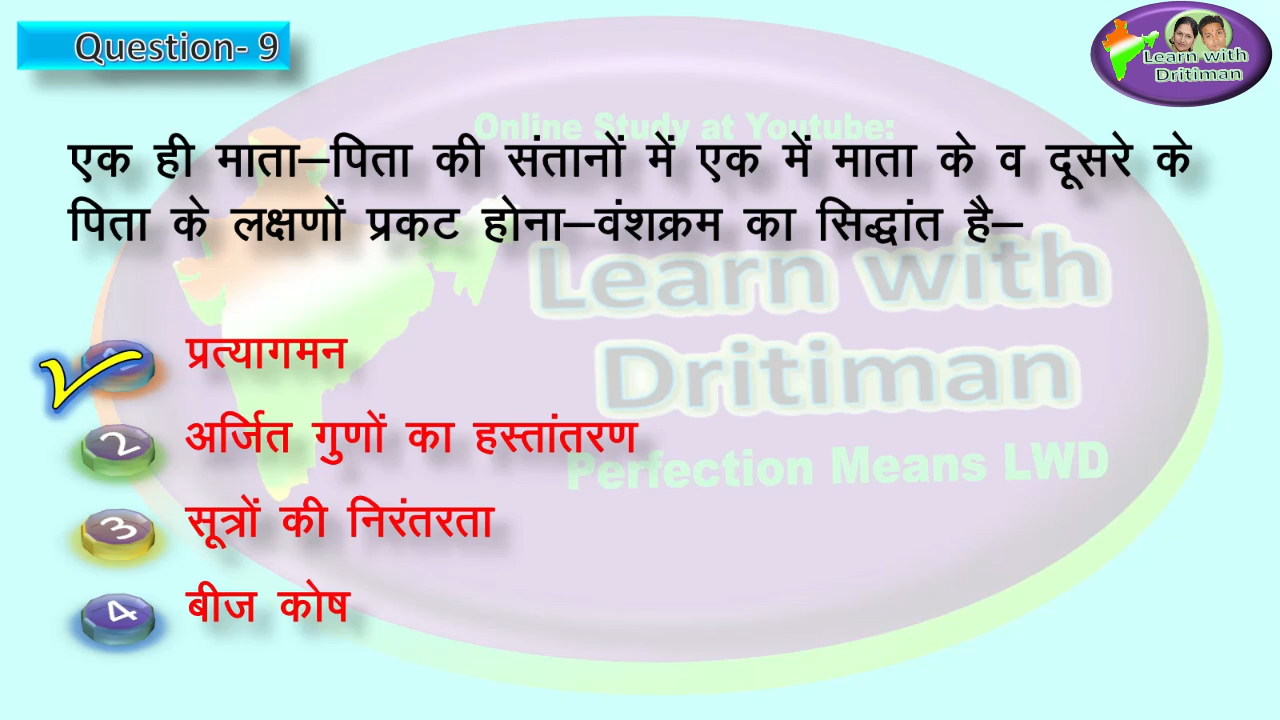 Question- 9
Learn with
Dritiman
Online Study at Youtube:
एक ही माता–पिता की संतानों में एक में माता के व दूसरे के
पिता के लक्षणों प्रकट होना–वंशक्रम का सिद्धांत है–
Learn with
Dritiman
प्रत्यागमन
2 अर्जित गुणों का हस्तांतरण
Perfection Means LWD
3 सूत्रों की निरंतरता
4 बीज कोष